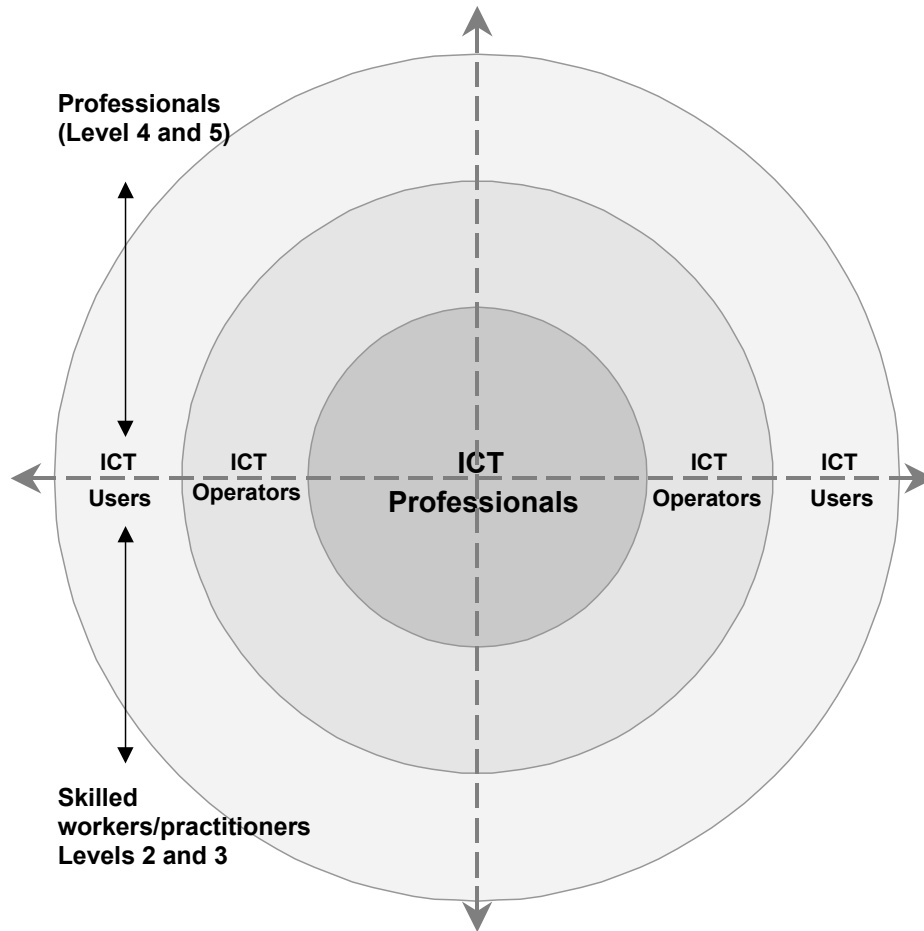 Professionals
(Level 4 and 5)
ICT
Users
ICT
Operators
ICT
Professionals
ICT
Operators
ICT
Users
Skilled
workers/practitioners
Levels 2 and 3